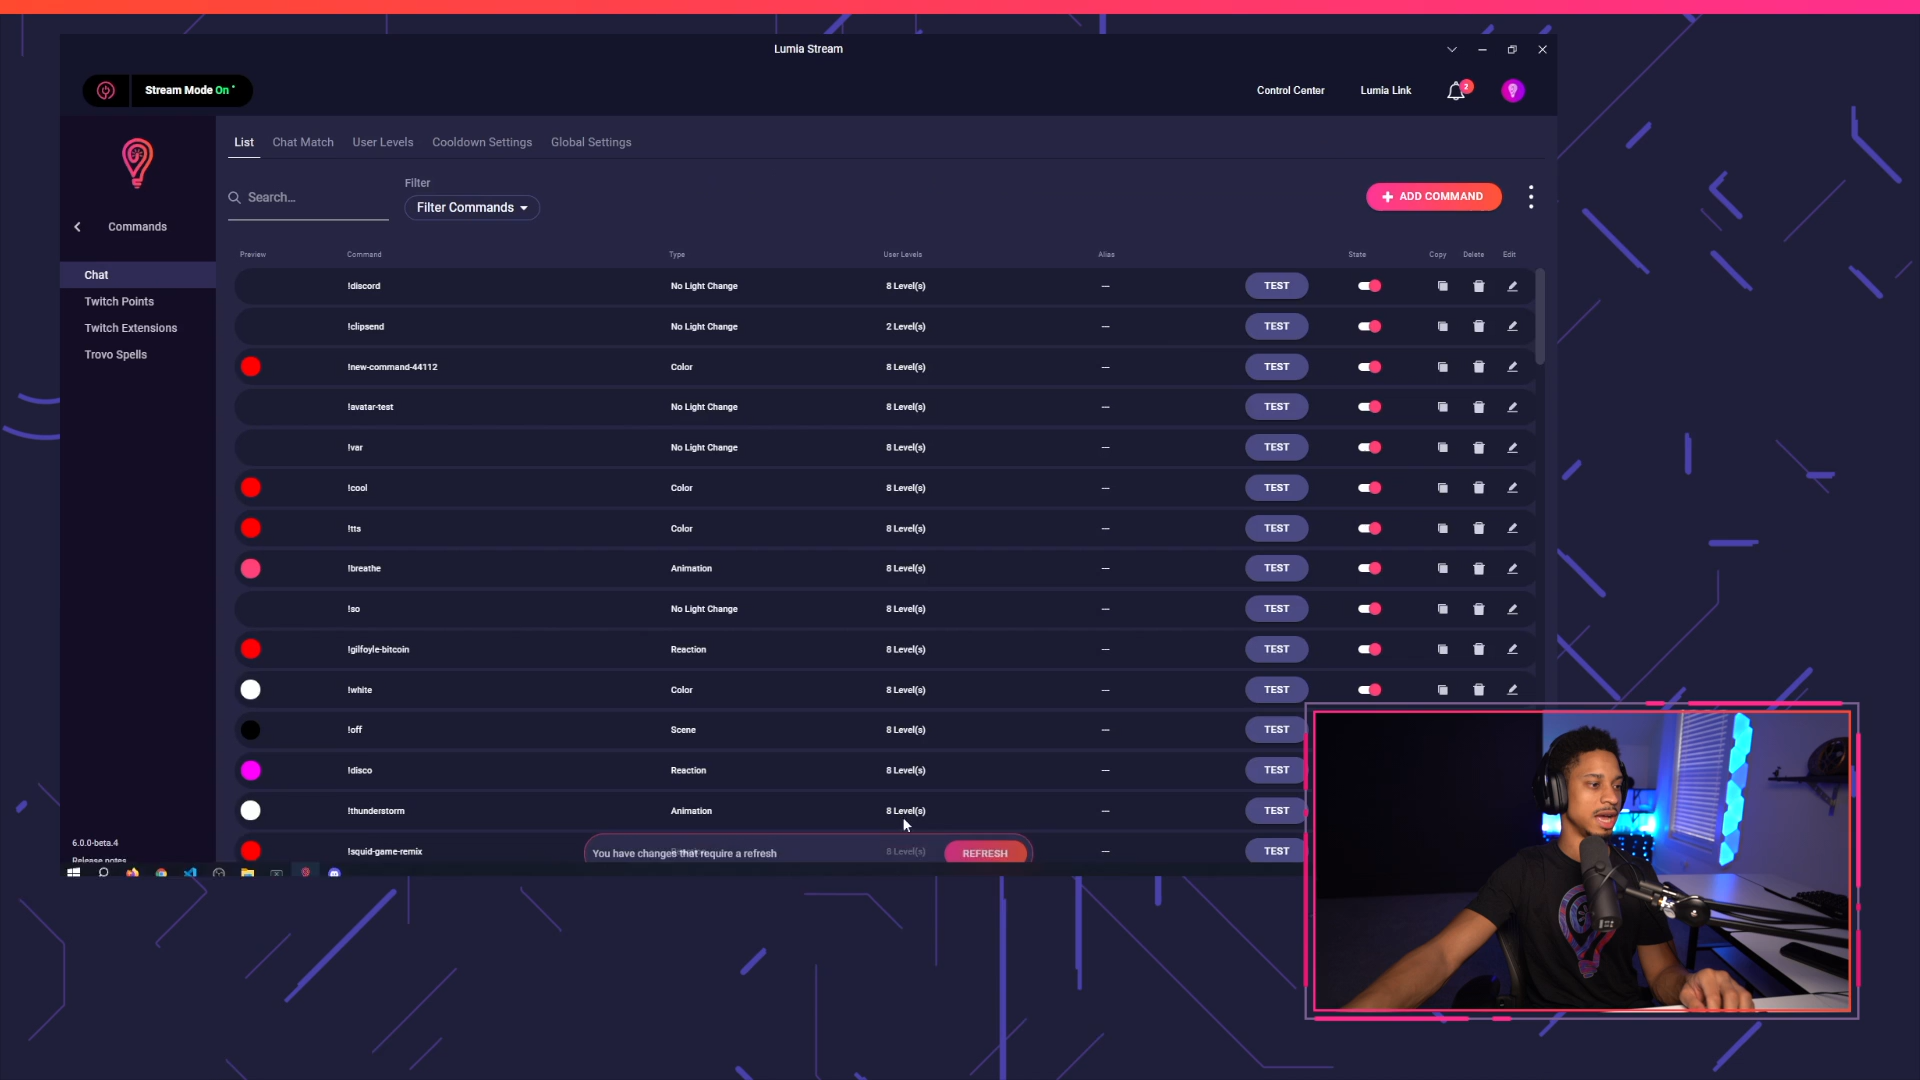 Lumia Stream
Stream Mode On
Control Center
Lumia Link
2
List
Chat Match
User Levels
Cooldown Settings
Global Settings
Commands
Search...
Filter
Filter Commands
ADD COMMAND
Chat
Twitch Points
Twitch Extensions
Trovo Spells
Preview Command Type User Levels Alias State Copy Delete Edit
!discord No Light Change 8 Level(s) — TEST
!clipsend No Light Change 2 Level(s) — TEST
!new-command-44112 Color 8 Level(s) — TEST
!avatar-test No Light Change 8 Level(s) — TEST
!var No Light Change 8 Level(s) — TEST
!cool Color 8 Level(s) — TEST
!tts Color 8 Level(s) — TEST
!breathe Animation 8 Level(s) — TEST
!so No Light Change 8 Level(s) — TEST
!gilfoyle-bitcoin Reaction 8 Level(s) — TEST
!white Color 8 Level(s) — TEST
!off Scene 8 Level(s) — TEST
!disco Reaction 8 Level(s) — TEST
!thunderstorm Animation 8 Level(s) — TEST
!squid-game-remix 8 Level(s) — TEST
You have changes that require a refresh
REFRESH
6.0.0-beta.4
Release notes